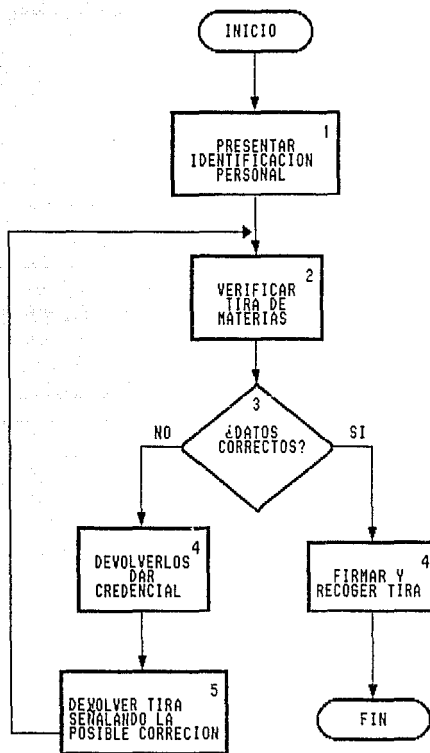 INICIO
1
PRESENTAR
IDENTIFICACION
PERSONAL
2
VERIFICAR
TIRA DE
MATERIAS
3
¿DATOS
CORRECTOS?
NO
SI
4
DEVOLVERLOS
DAR
CREDENCIAL
4
FIRMAR Y
RECOGER TIRA
5
DEVOLVER TIRA
SEÑALANDO LA
POSIBLE CORRECION
FIN